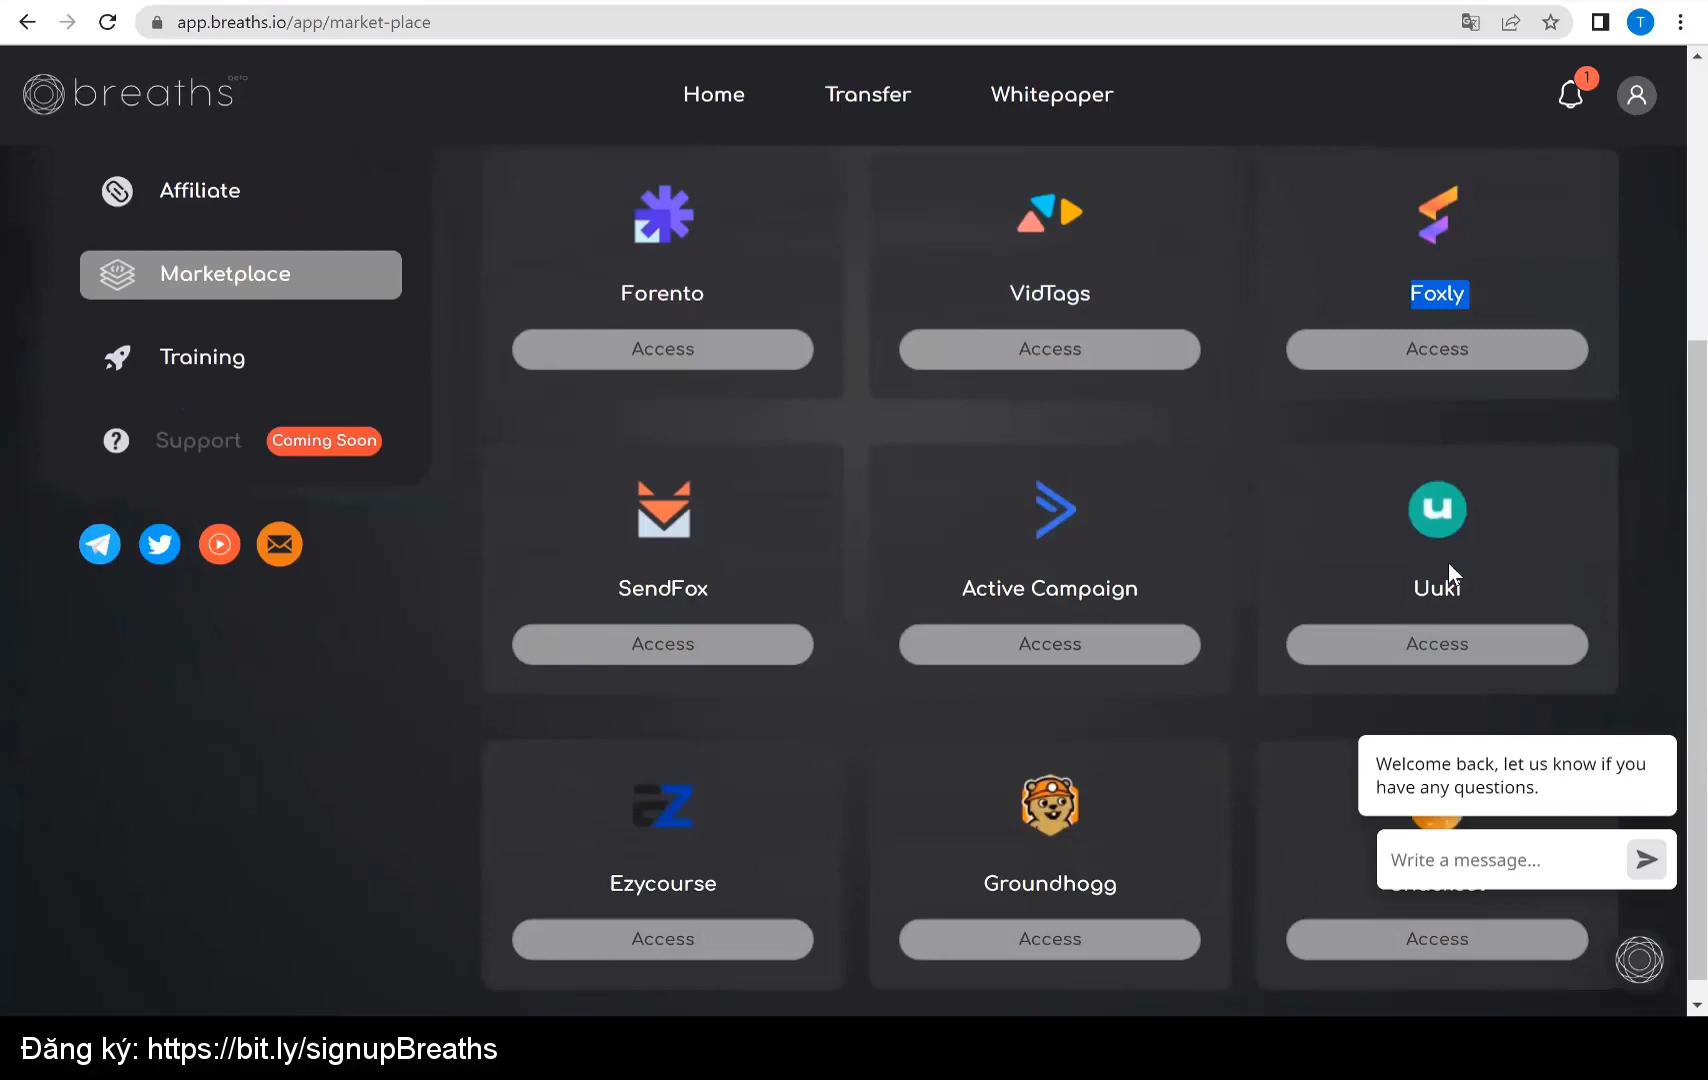 app.breaths.io/app/market-place
T
breaths beta
Home
Transfer
Whitepaper
1
Affiliate
Marketplace
Training
Support
Coming Soon
Forento
VidTags
Foxly
Access
Access
Access
SendFox
Active Campaign
Uuki
Access
Access
Access
Ezycourse
Groundhogg
Access
Access
Access
Welcome back, let us know if you
have any questions.
Write a message...
Đăng ký: https://bit.ly/signupBreaths